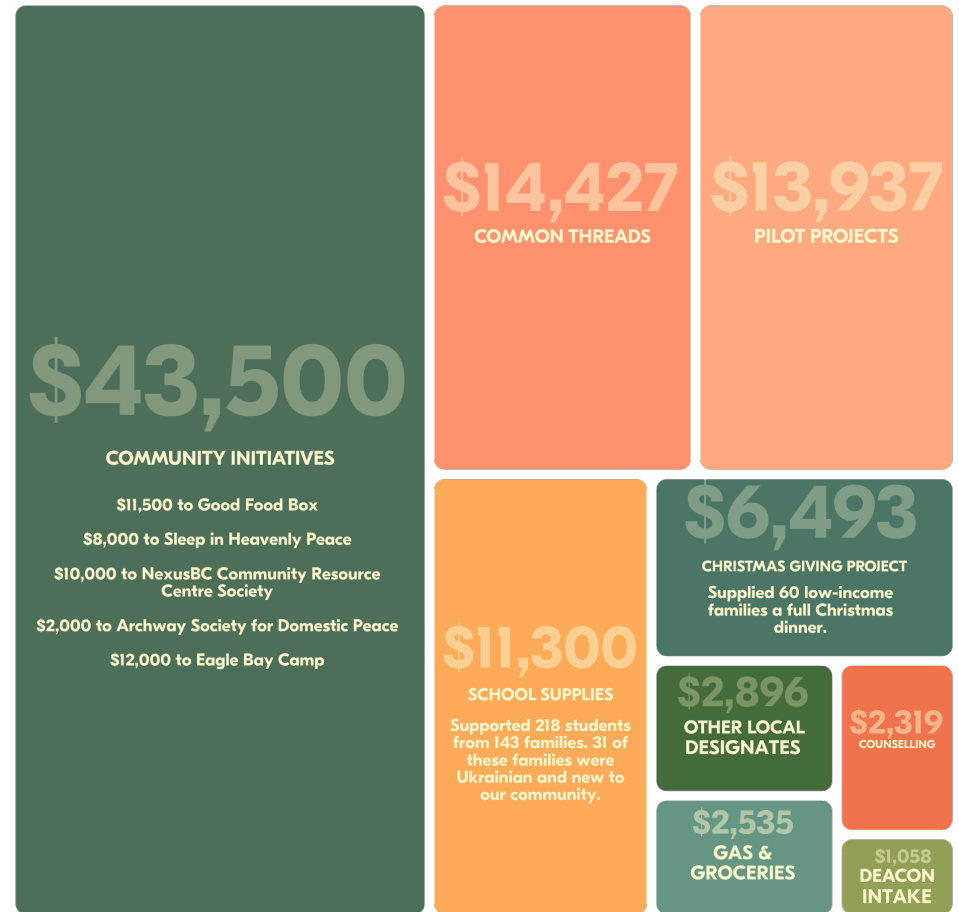 $43,500
COMMUNITY INITIATIVES
$11,500 to Good Food Box
$8,000 to Sleep in Heavenly Peace
$10,000 to NexusBC Community Resource
Centre Society
$2,000 to Archway Society for Domestic Peace
$12,000 to Eagle Bay Camp
$14,427
COMMON THREADS
$13,937
PILOT PROJECTS
$11,300
SCHOOL SUPPLIES
Supported 218 students
from 143 families. 31 of
these families were
Ukrainian and new to
our community.
$6,493
CHRISTMAS GIVING PROJECT
Supplied 60 low-income
families a full Christmas
dinner.
$2,896
OTHER LOCAL
DESIGNATES
$2,319
COUNSELLING
$2,535
GAS &
GROCERIES
$1,058
DEACON
INTAKE